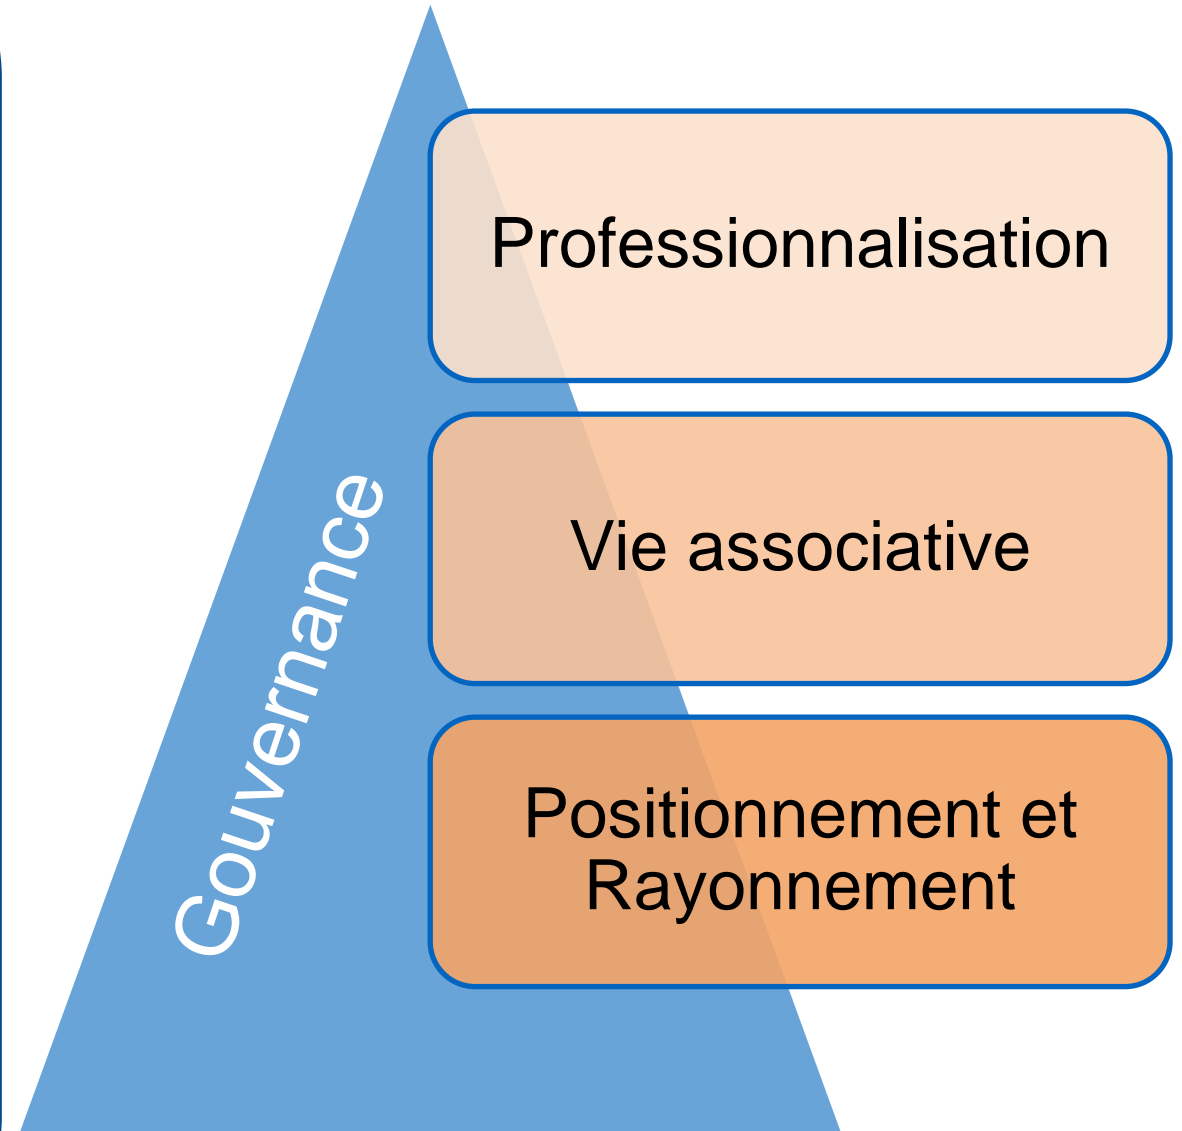 Professionnalisation
Vie associative
Positionnement et
Rayonnement
Gouvernance